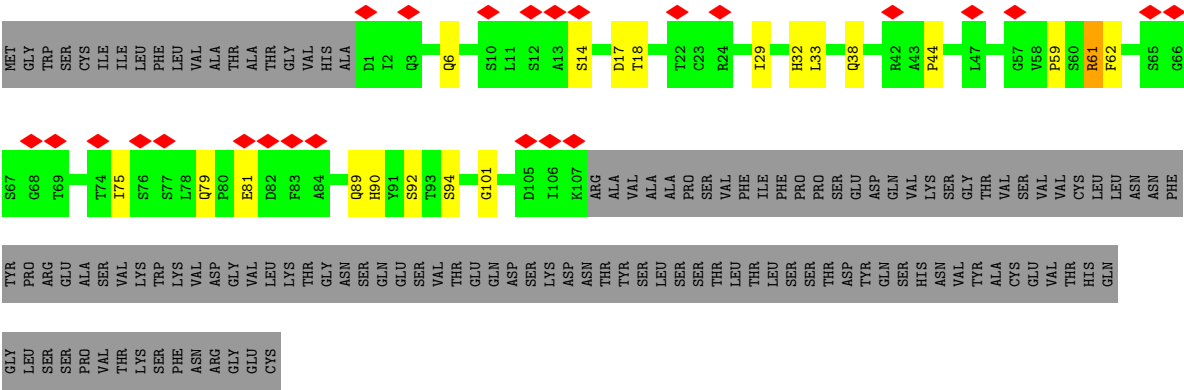 MET GLY TRP SER CYS ILE ILE LEU PHE LEU VAL ALA THR ALA THR GLY VAL HIS ALA D1 I2 Q3 Q6 S10 L11 S12 A13 S14 D17 T18 T22 C23 R24 I29 H32 L33 Q38 R42 A43 P44 L47 G57 V58 P59 S60 R61 F62 S65 G66
S67 G68 T69 T74 I75 S76 S77 L78 Q79 P80 E81 D82 F83 A84 Q89 H90 Y91 S92 T93 S94 G101 D105 I106 K107 ARG ALA VAL ALA ALA PRO SER VAL PHE ILE PHE PRO PRO SER GLU ASP GLN VAL LYS SER GLY THR VAL SER VAL VAL CYS LEU LEU ASN ASN PHE
TYR PRO ARG GLU ALA SER VAL LYS TRP LYS VAL ASP GLY VAL LEU LYS THR GLY ASN SER GLN GLU SER VAL THR GLU GLN ASP SER LYS ASP ASN THR TYR SER LEU SER SER THR LEU THR LEU SER SER THR ASP TYR GLN SER HIS ASN VAL TYR ALA CYS GLU VAL THR HIS GLN
GLY LEU SER SER PRO VAL THR LYS SER PHE ASN ARG GLY GLU CYS